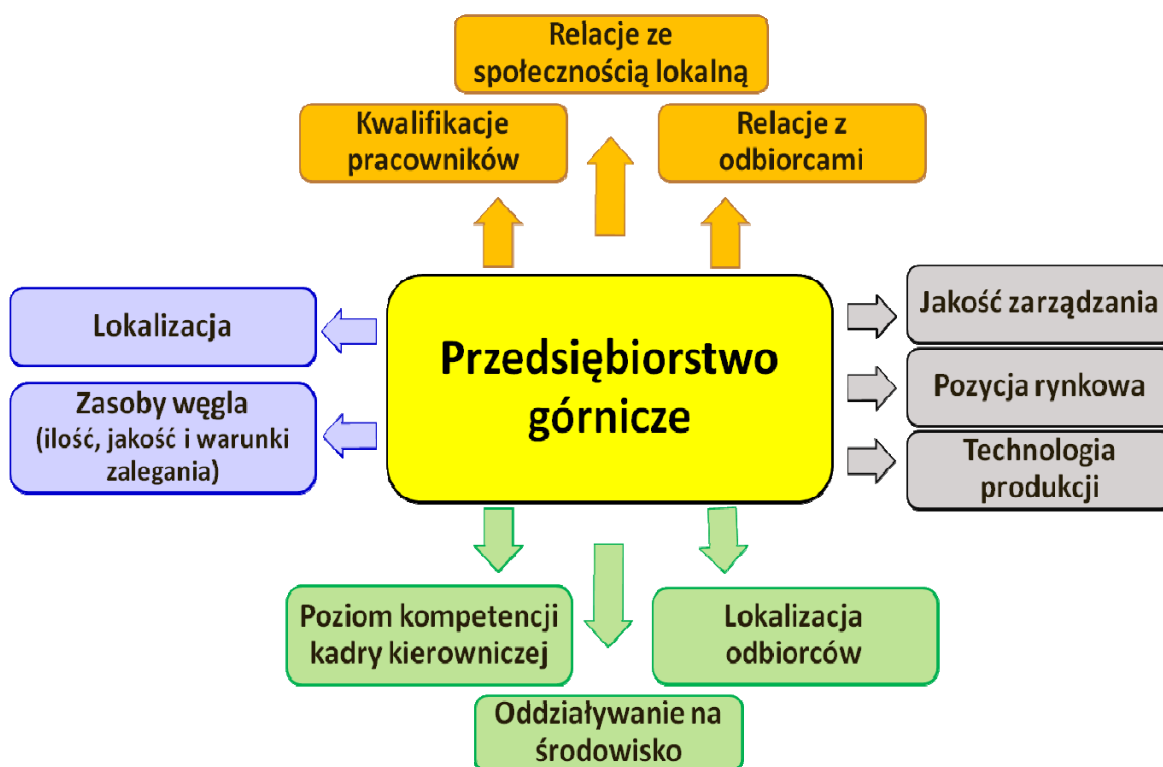 Relacje ze
społecznością lokalną
Kwalifikacje
pracowników
Relacje z
odbiorcami
Lokalizacja
Zasoby węgla
(ilość, jakość i warunki
zalegania)
Przedsiębiorstwo
górnicze
Jakość zarządzania
Pozycja rynkowa
Technologia
produkcji
Poziom kompetencji
kadry kierowniczej
Lokalizacja
odbiorców
Oddziaływanie na
środowisko